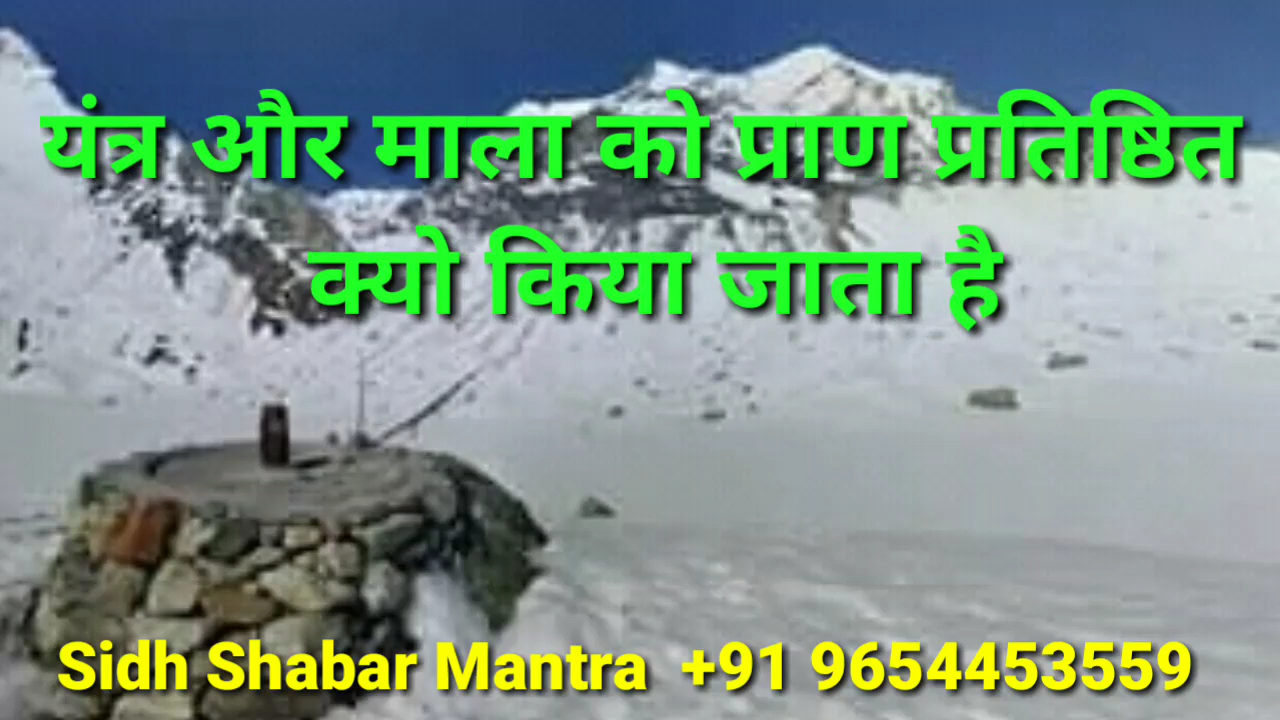 यंत्र और माला को प्राण प्रतिष्ठित
क्यो किया जाता है
Sidh Shabar Mantra +91 9654453559